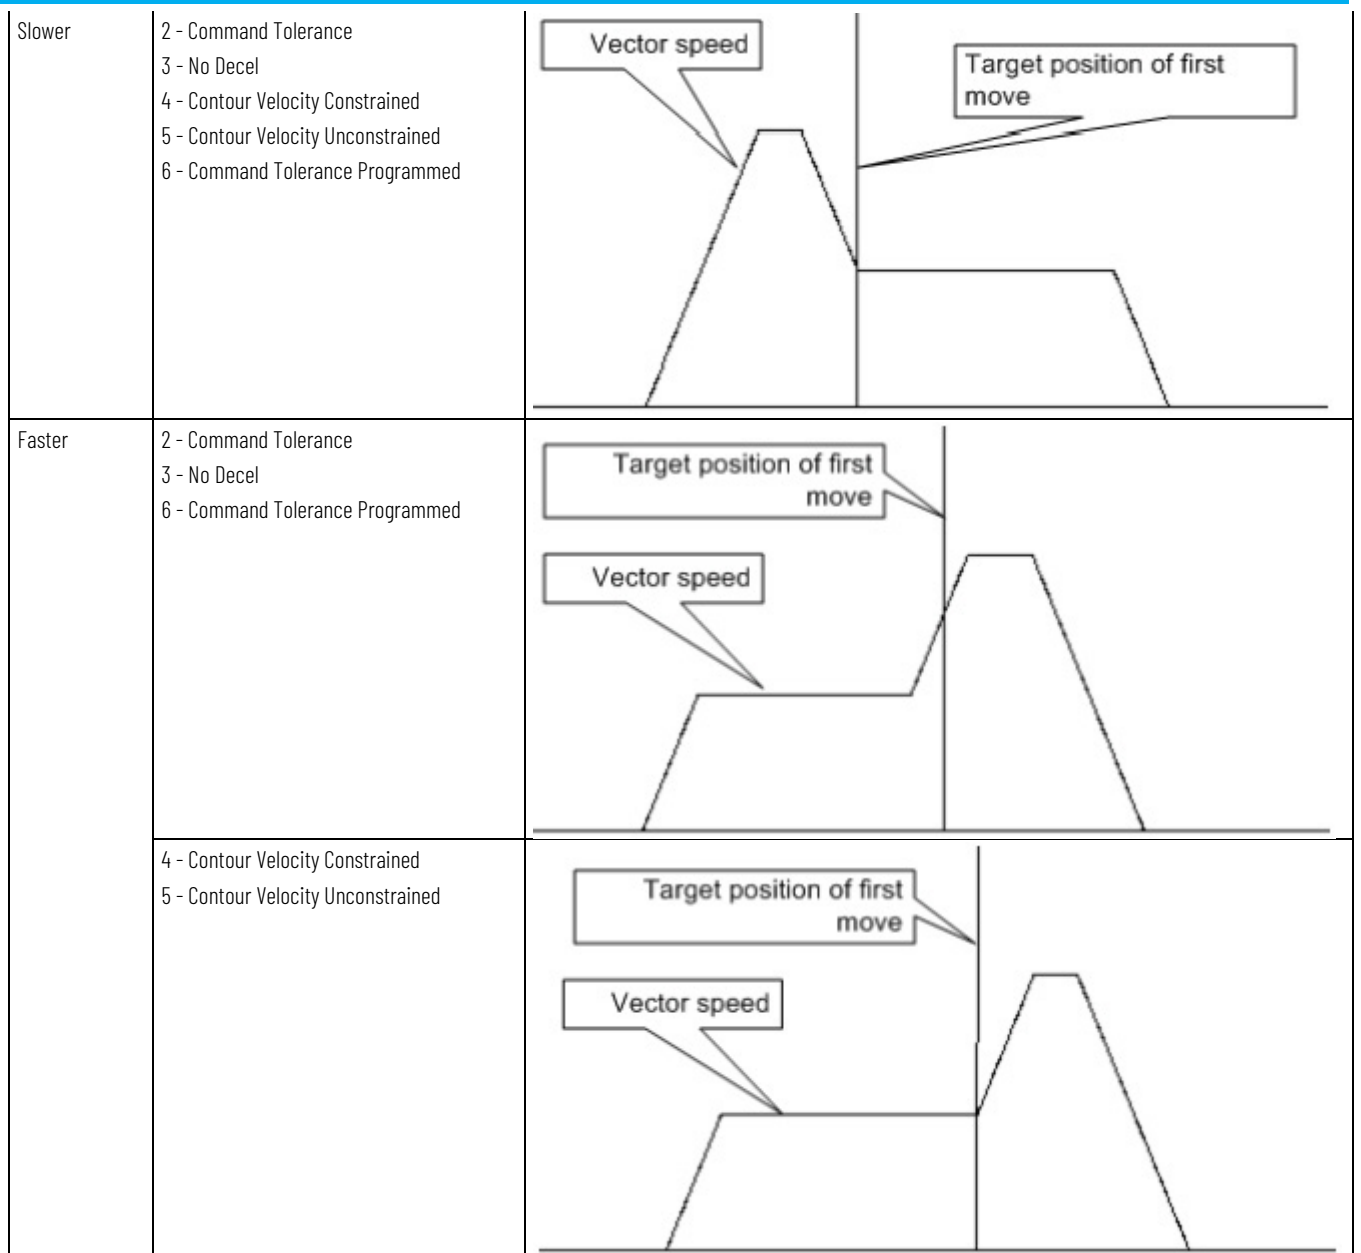 Slower
2 - Command Tolerance
3 - No Decel
4 - Contour Velocity Constrained
5 - Contour Velocity Unconstrained
6 - Command Tolerance Programmed
Vector speed
Target position of first
move
Faster
2 - Command Tolerance
3 - No Decel
6 - Command Tolerance Programmed
Target position of first
move
Vector speed
4 - Contour Velocity Constrained
5 - Contour Velocity Unconstrained
Target position of first
move
Vector speed